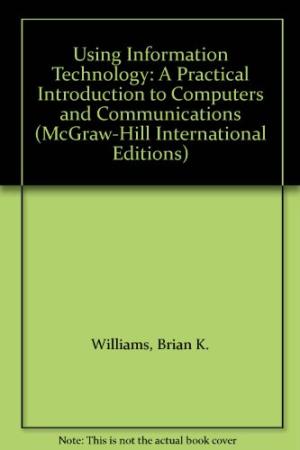 Using Information
Technology: A Practical
Introduction to Computers
and Communications
(McGraw-Hill International
Editions)
Williams, Brian K.
Note: This is not the actual book cover